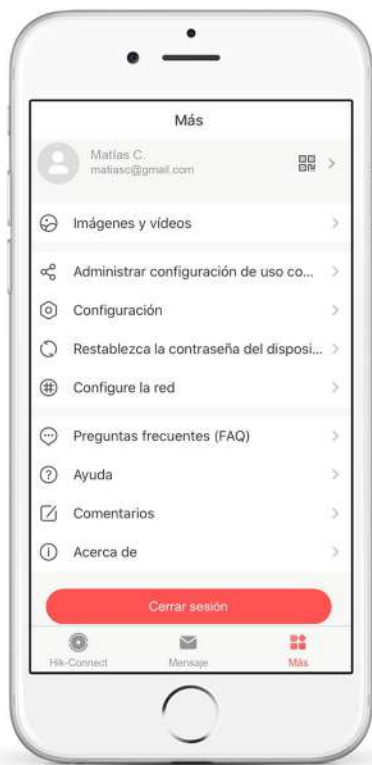 Más
Matías C.
matiasc@gmail.com
Imágenes y vídeos
Administrar configuración de uso co...
Configuración
Restablezca la contraseña del disposi...
Configure la red
Preguntas frecuentes (FAQ)
Ayuda
Comentarios
Acerca de
Cerrar sesión
Hik-Connect
Mensaje
Más